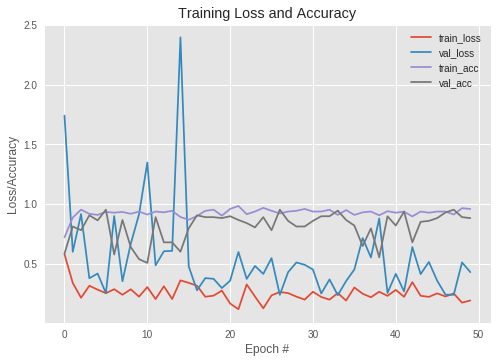 Training Loss and Accuracy
train_loss
val_loss
train_acc
val_acc
Loss/Accuracy
2.5
2.0
1.5
1.0
0.5
0
10
20
30
40
50
Epoch #